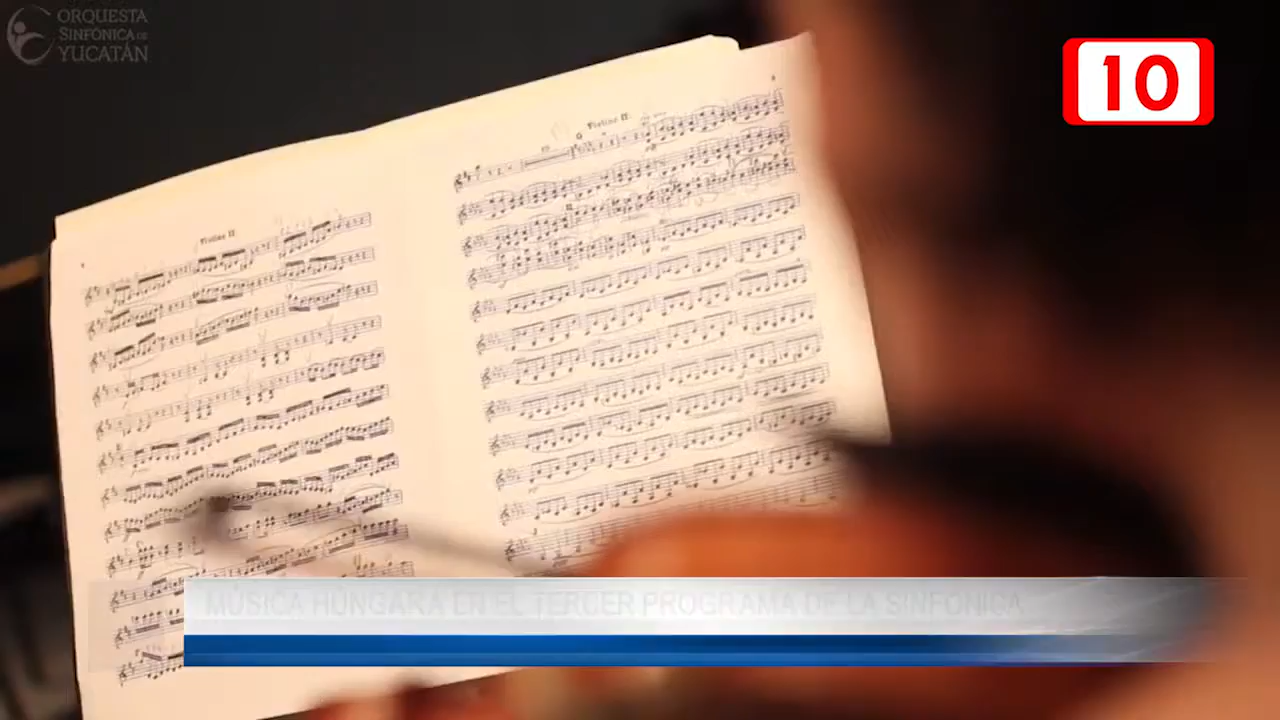 ORQUESTA
SINFÓNICA DE
YUCATÁN
10
Violino II.
Violino II.
MÚSICA HÚNGARA EN EL TERCER PROGRAMA DE LA SINFÓNICA